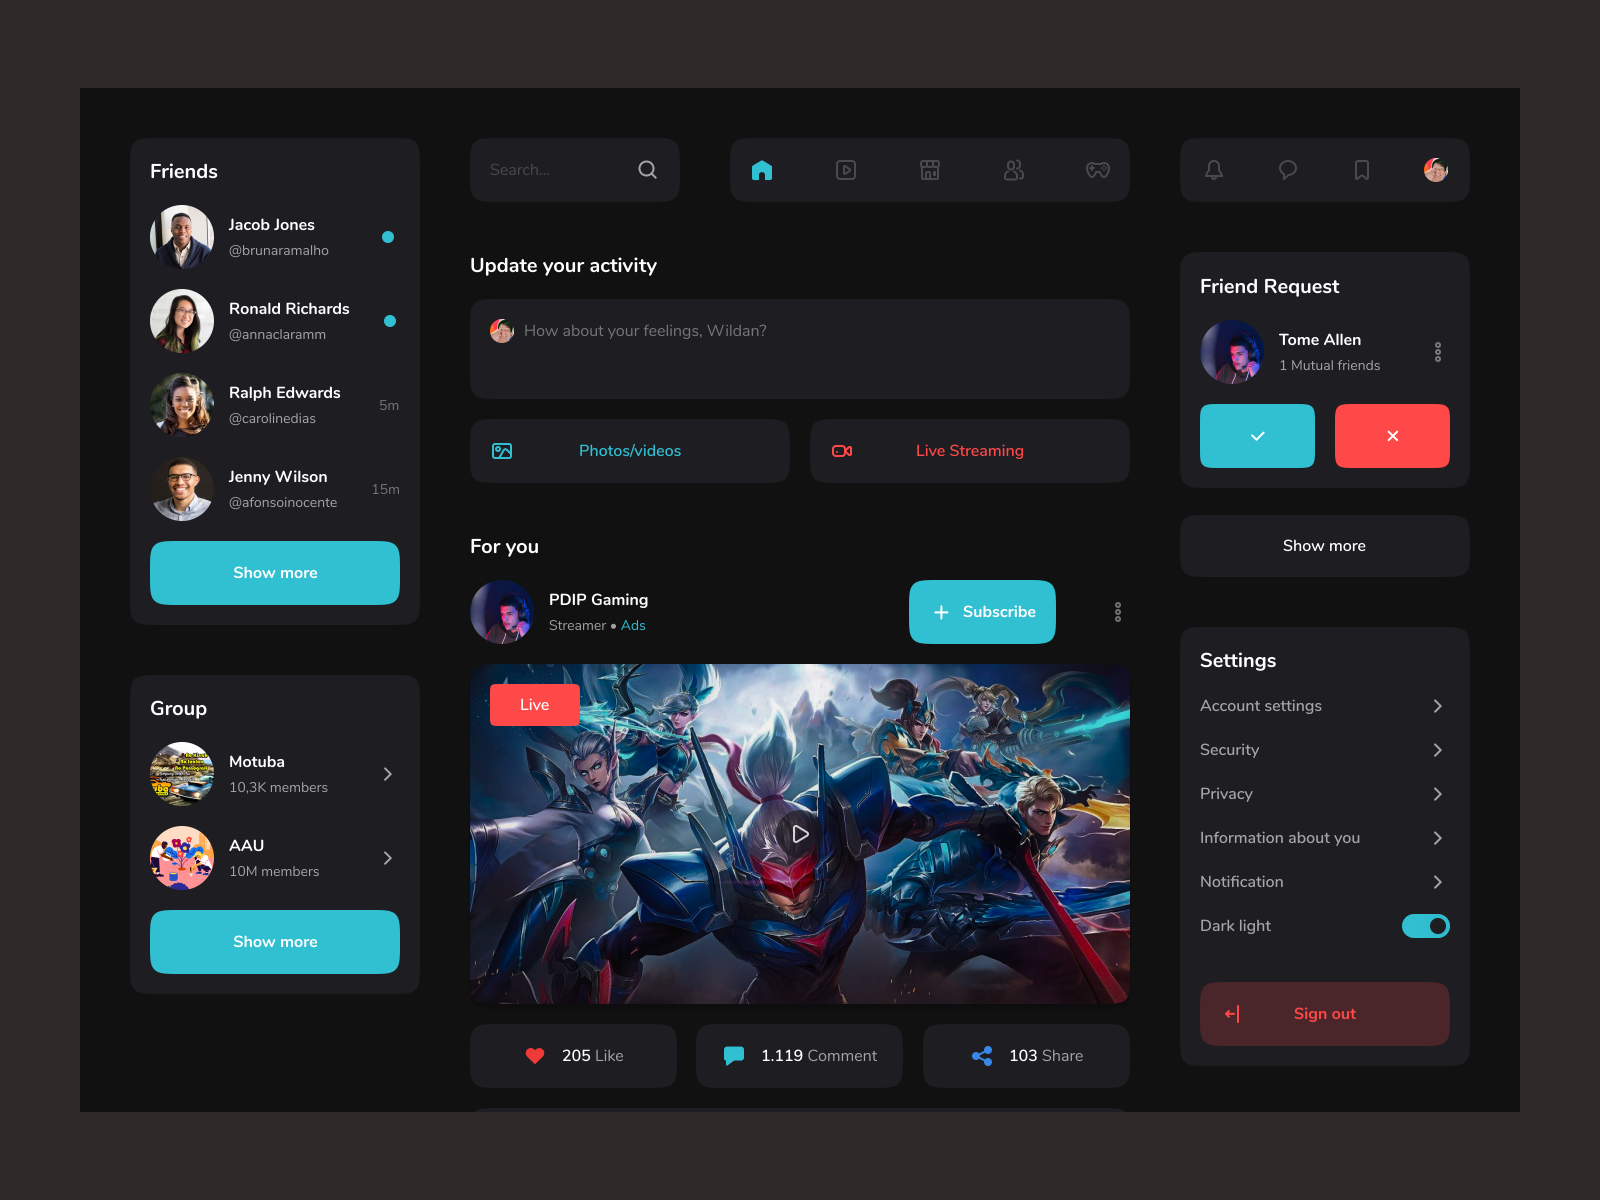 Friends
Jacob Jones
@brunaramalho
Ronald Richards
@annaclaramm
Ralph Edwards
@carolinedias
5m
Jenny Wilson
@afonsoinocente
15m
Show more
Group
Motuba
10,3K members
AAU
10M members
Show more
Search...
Update your activity
How about your feelings, Wildan?
Photos/videos
Live Streaming
For you
PDIP Gaming
Streamer • Ads
Subscribe
Live
205 Like
1.119 Comment
103 Share
Friend Request
Tome Allen
1 Mutual friends
Show more
Settings
Account settings
Security
Privacy
Information about you
Notification
Dark light
Sign out